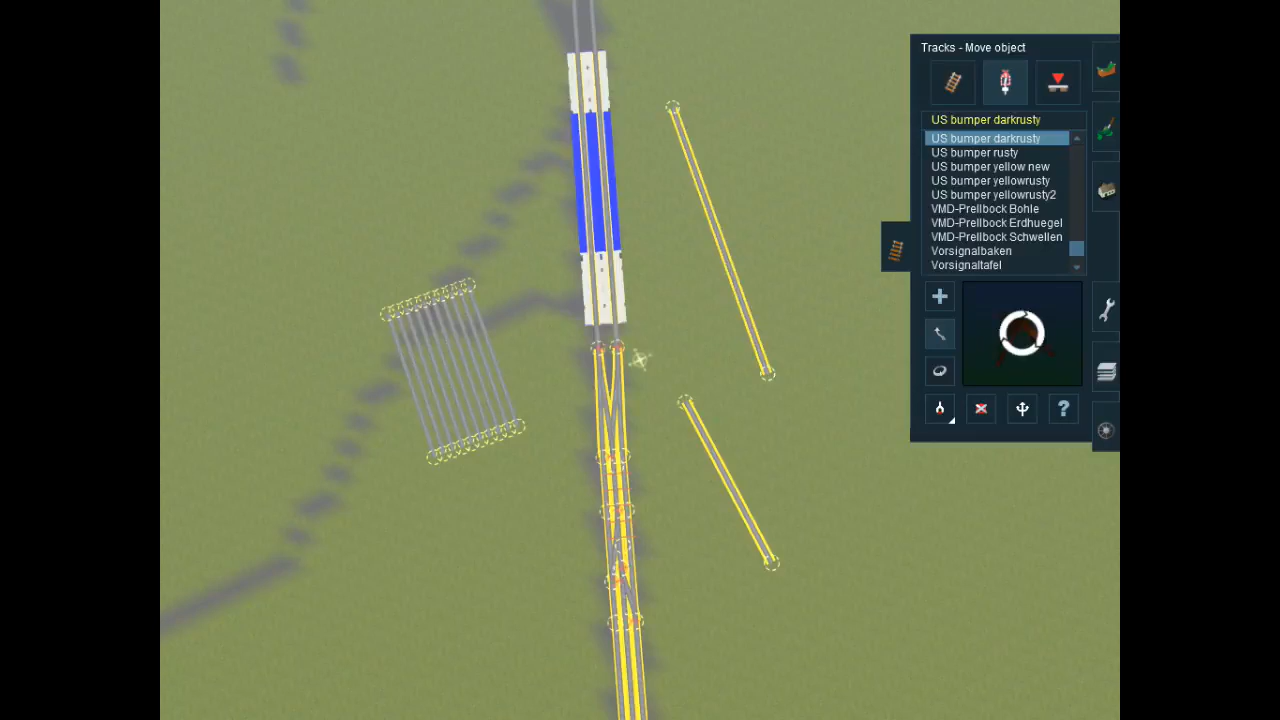 Tracks - Move object
US bumper darkrusty
US bumper darkrusty
US bumper rusty
US bumper yellow new
US bumper yellowrusty
US bumper yellowrusty2
VMD-Prellbock Bohle
VMD-Prellbock Erdhuegel
VMD-Prellbock Schwellen
Vorsignalbaken
Vorsignaltafel
?